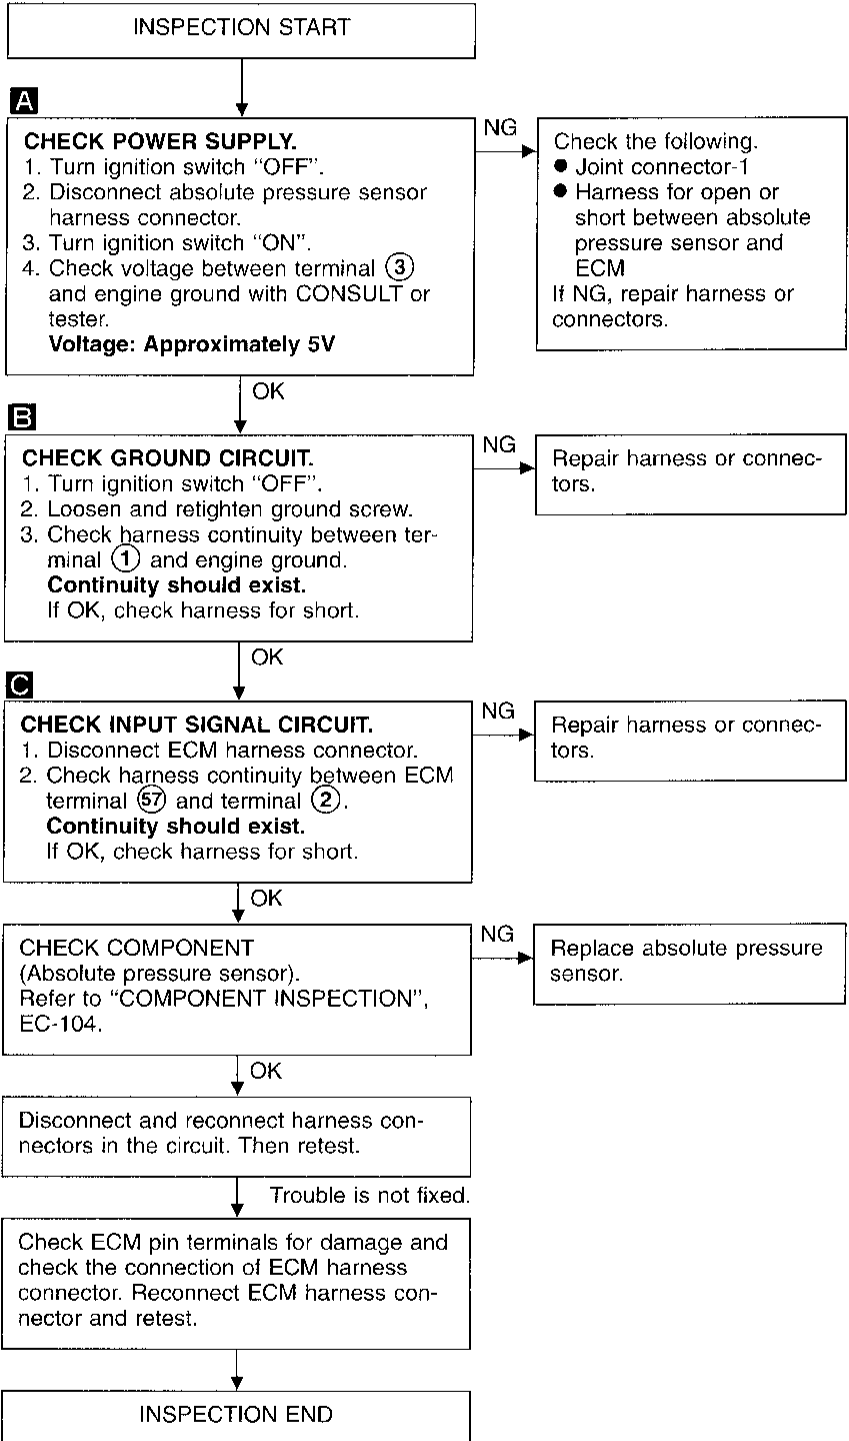 INSPECTION START
A
CHECK POWER SUPPLY.
1. Turn ignition switch “OFF”.
2. Disconnect absolute pressure sensor
harness connector.
3. Turn ignition switch “ON”.
4. Check voltage between terminal ③
and engine ground with CONSULT or
tester.
Voltage: Approximately 5V
NG
Check the following.
● Joint connector-1
● Harness for open or
short between absolute
pressure sensor and
ECM
If NG, repair harness or
connectors.
OK
B
CHECK GROUND CIRCUIT.
1. Turn ignition switch “OFF”.
2. Loosen and retighten ground screw.
3. Check harness continuity between ter-
minal ① and engine ground.
Continuity should exist.
If OK, check harness for short.
NG
Repair harness or connec-
tors.
OK
C
CHECK INPUT SIGNAL CIRCUIT.
1. Disconnect ECM harness connector.
2. Check harness continuity between ECM
terminal 57 and terminal ②.
Continuity should exist.
If OK, check harness for short.
NG
Repair harness or connec-
tors.
OK
CHECK COMPONENT
(Absolute pressure sensor).
Refer to “COMPONENT INSPECTION”,
EC-104.
NG
Replace absolute pressure
sensor.
OK
Disconnect and reconnect harness con-
nectors in the circuit. Then retest.
Trouble is not fixed.
Check ECM pin terminals for damage and
check the connection of ECM harness
connector. Reconnect ECM harness con-
nector and retest.
INSPECTION END